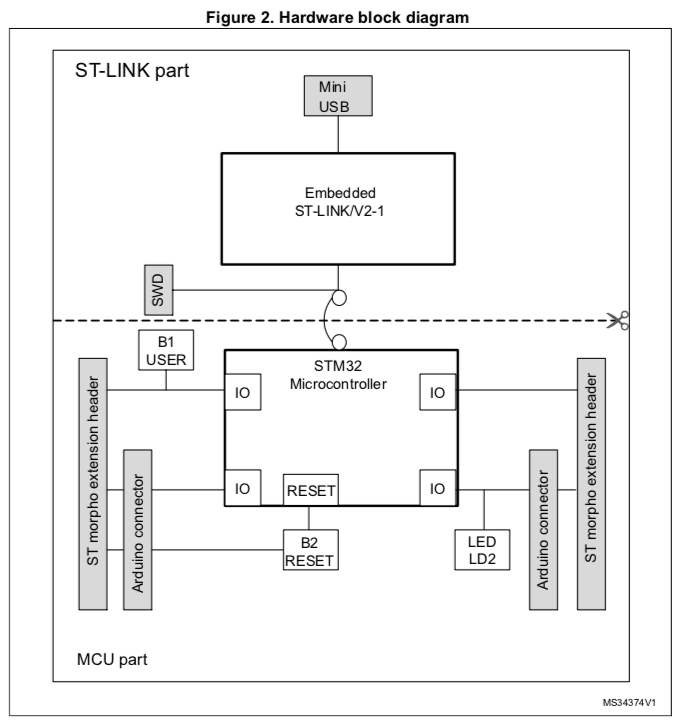 Figure 2. Hardware block diagram
ST-LINK part
Mini
USB
Embedded
ST-LINK/V2-1
SWD
B1
USER
STM32
Microcontroller
IO
IO
ST morpho extension header
ST morpho extension header
Arduino connector
IO
RESET
IO
Arduino connector
B2
RESET
LED
LD2
MCU part
MS34374V1